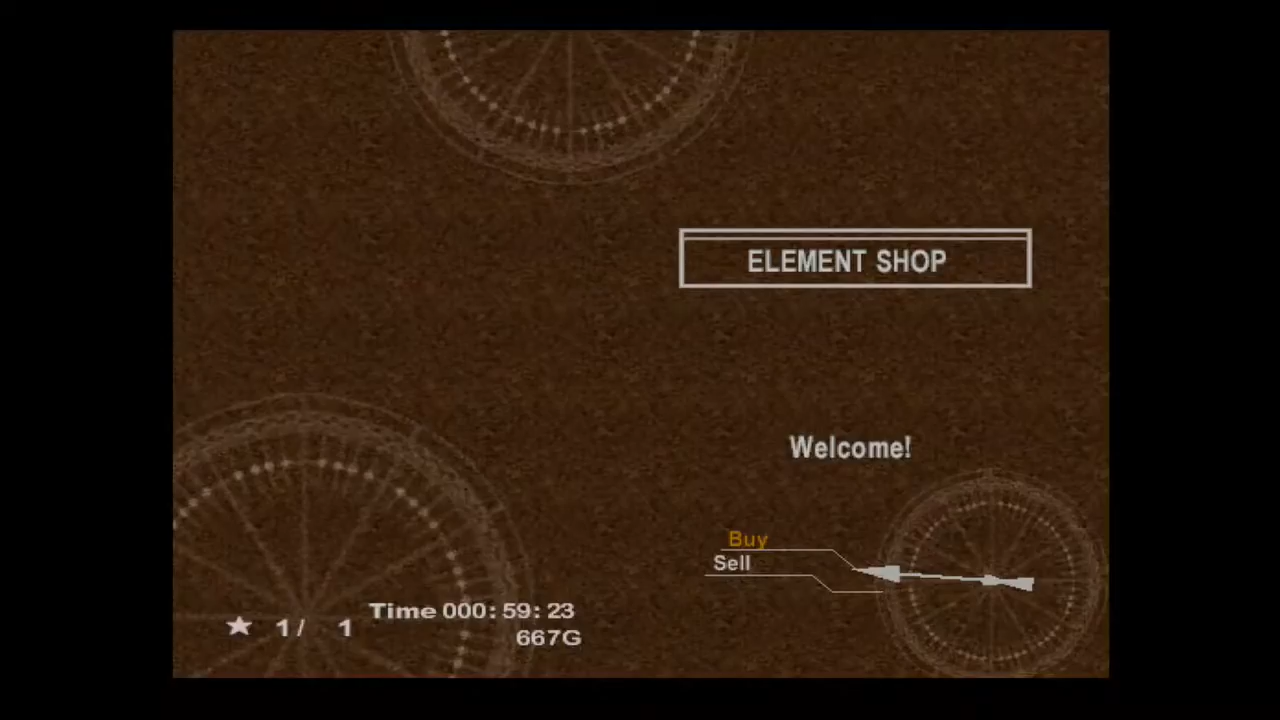 ELEMENT SHOP
Welcome!
Buy
Sell
Time 000:59:23
★ 1/ 1
667G